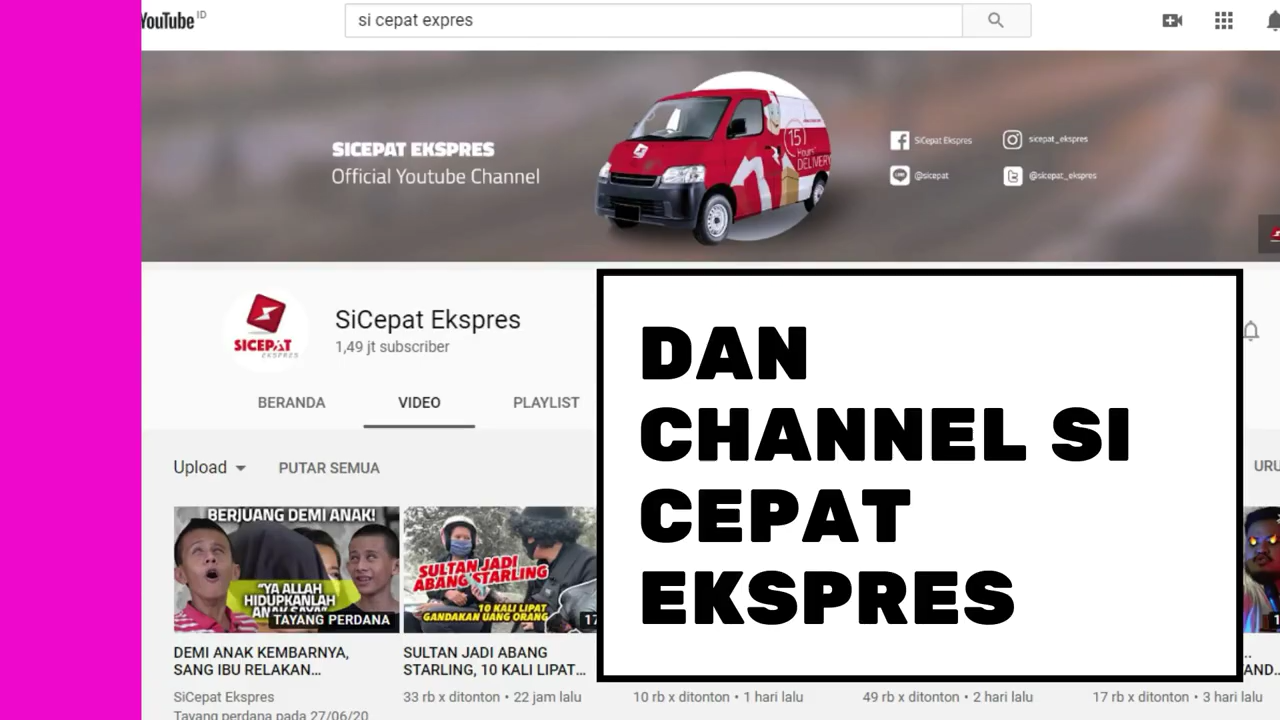 YouTube ID
si cepat expres
SICEPAT EKSPRES
Official Youtube Channel
15
Hours
DELIVERY
SiCepat Ekspres
sicepat_ekspres
@sicepat
@sicepat_ekspres
SICEPAT
EKSPRES
SiCepat Ekspres
1,49 jt subscriber
BERANDA
VIDEO
PLAYLIST
DAN
CHANNEL SI
CEPAT
EKSPRES
Upload
PUTAR SEMUA
URU
BERJUANG DEMI ANAK!
"YA ALLAH
HIDUPKANLAH
ANAK SAYA"
TAYANG PERDANA
SULTAN JADI
ABANG STARLING
10 KALI LIPAT
GANDAKAN UANG ORANG
17
DEMI ANAK KEMBARNYA,
SANG IBU RELAKAN...
SiCepat Ekspres
Tayang perdana pada 27/06/20
SULTAN JADI ABANG
STARLING, 10 KALI LIPAT...
33 rb x ditonton • 22 jam lalu
10 rb x ditonton • 1 hari lalu
49 rb x ditonton • 2 hari lalu
17 rb x ditonton • 3 hari lalu